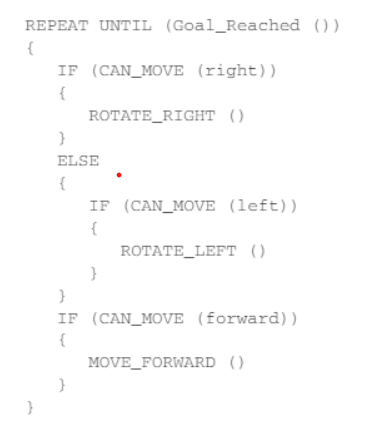 REPEAT UNTIL (Goal_Reached ())
{
IF (CAN_MOVE (right))
{
ROTATE_RIGHT ()
}
ELSE
{
IF (CAN_MOVE (left))
{
ROTATE_LEFT ()
}
}
IF (CAN_MOVE (forward))
{
MOVE_FORWARD ()
}
}